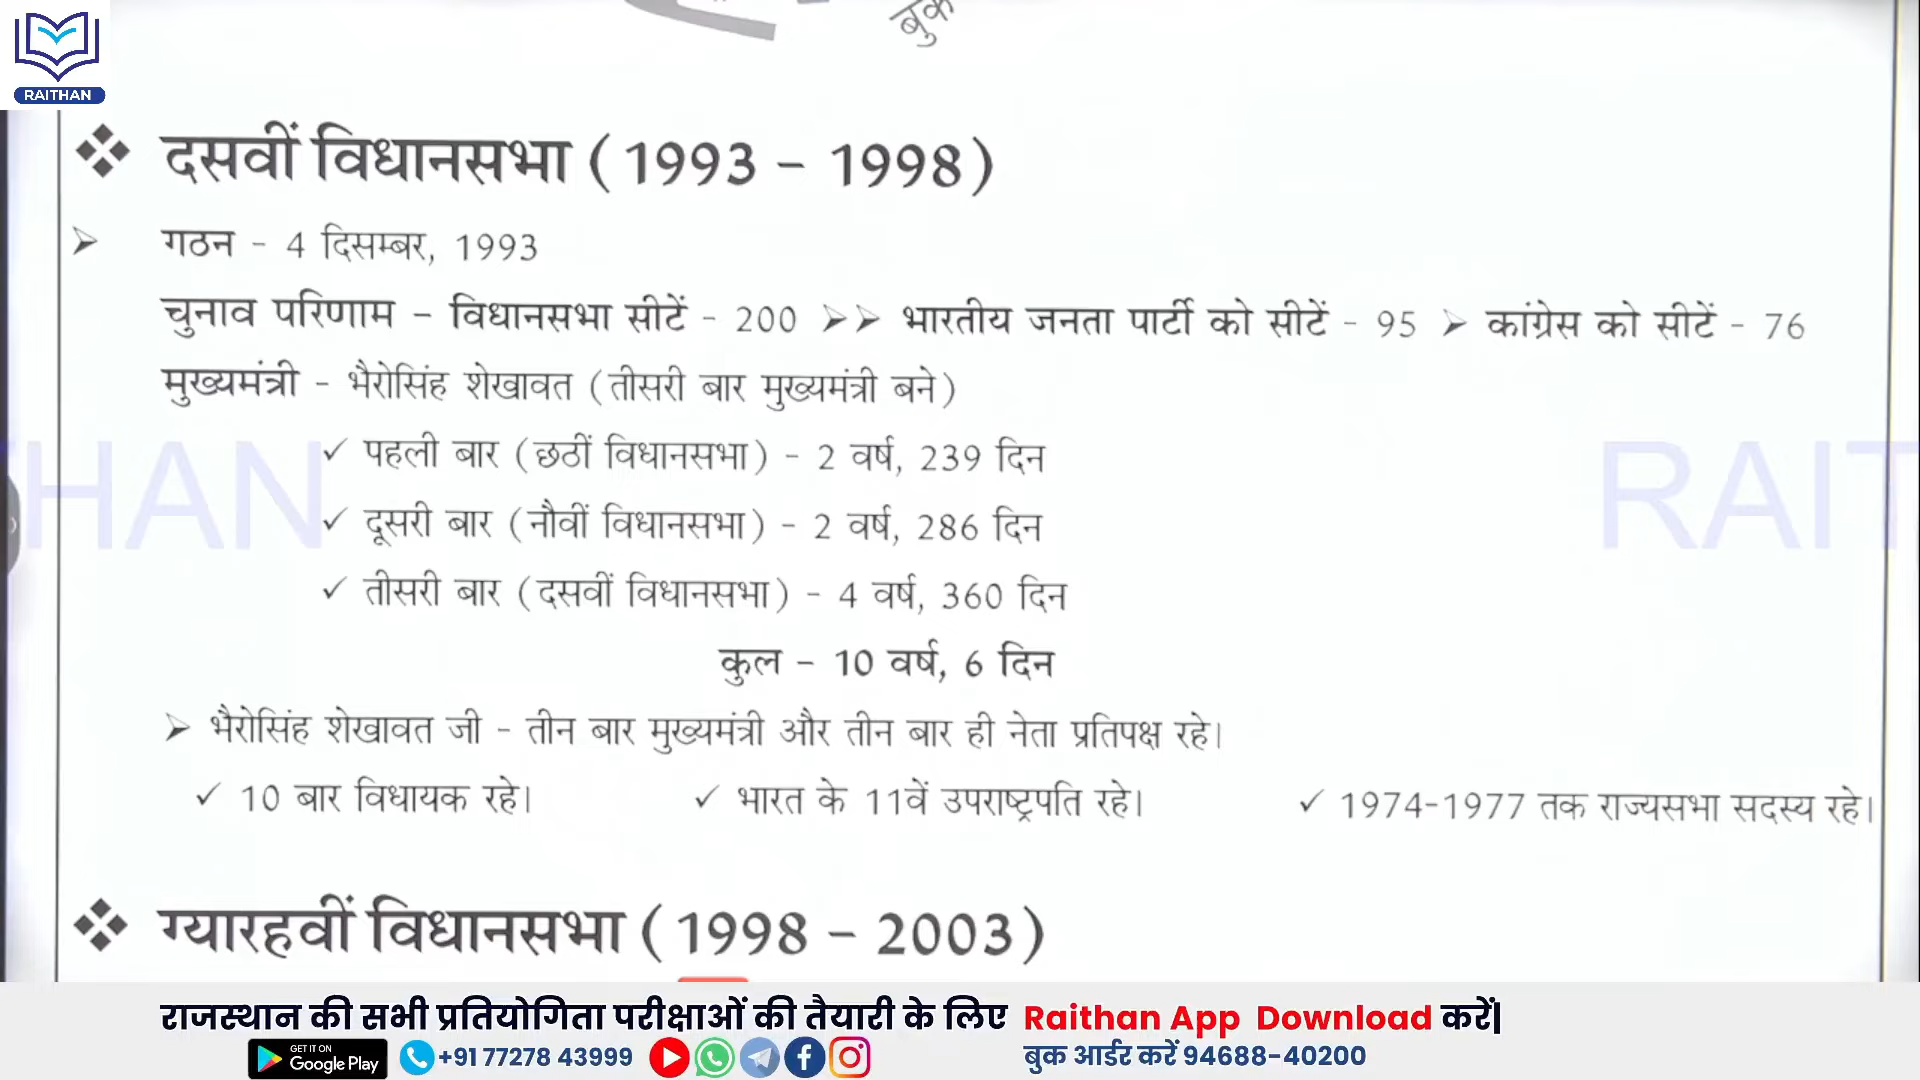 बुक
RAITHAN
❖ दसवीं विधानसभा (1993 - 1998)
➢ गठन - 4 दिसम्बर, 1993
चुनाव परिणाम – विधानसभा सीटें - 200 ➢➢ भारतीय जनता पार्टी को सीटें - 95 ➢ कांग्रेस को सीटें - 76
मुख्यमंत्री - भैरोसिंह शेखावत (तीसरी बार मुख्यमंत्री बने)
✓ पहली बार (छठीं विधानसभा) - 2 वर्ष, 239 दिन
✓ दूसरी बार (नौवीं विधानसभा) - 2 वर्ष, 286 दिन
✓ तीसरी बार (दसवीं विधानसभा) - 4 वर्ष, 360 दिन
कुल - 10 वर्ष, 6 दिन
➢ भैरोसिंह शेखावत जी - तीन बार मुख्यमंत्री और तीन बार ही नेता प्रतिपक्ष रहे।
✓ 10 बार विधायक रहे। ✓ भारत के 11वें उपराष्ट्रपति रहे। ✓ 1974-1977 तक राज्यसभा सदस्य रहे।
❖ ग्यारहवीं विधानसभा (1998 - 2003)
THAN RAIT
राजस्थान की सभी प्रतियोगिता परीक्षाओं की तैयारी के लिए Raithan App Download करें|
GET IT ON Google Play +91 77278 43999 बुक आर्डर करें 94688-40200